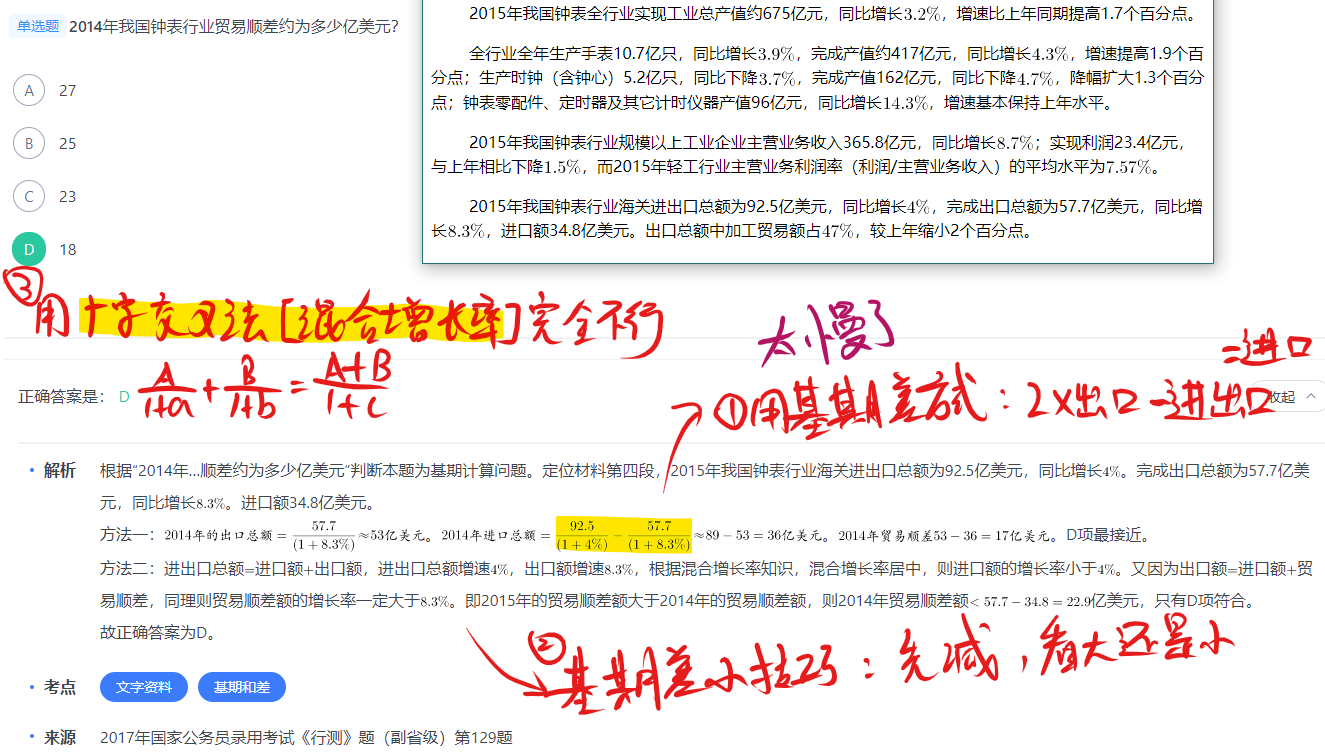 单选题 2014年我国钟表行业贸易顺差约为多少亿美元?
A 27
B 25
C 23
D 18
2015年我国钟表全行业实现工业总产值约675亿元，同比增长3.2%，增速比上年同期提高1.7个百分点。
全行业全年生产手表10.7亿只，同比增长3.9%，完成产值约417亿元，同比增长4.3%，增速提高1.9个百
分点；生产时钟（含钟心）5.2亿只，同比下降3.7%，完成产值162亿元，同比下降4.7%，降幅扩大1.3个百分
点；钟表零配件、定时器及其它计时仪器产值96亿元，同比增长14.3%，增速基本保持上年水平。
2015年我国钟表行业规模以上工业企业主营业务收入365.8亿元，同比增长8.7%；实现利润23.4亿元，
与上年相比下降1.5%，而2015年轻工行业主营业务利润率（利润/主营业务收入）的平均水平为7.57%。
2015年我国钟表行业海关进出口总额为92.5亿美元，同比增长4%，完成出口总额为57.7亿美元，同比增
长8.3%，进口额34.8亿美元。出口总额中加工贸易额占47%，较上年缩小2个百分点。
③用十字交叉法[混合增长率]完全不行
太慢了
=进口
正确答案是： D
A/1+a + B/1+b = A+B/1+c
①用基期差方式：2×出口-进出口
收起
解析 根据“2014年...顺差约为多少亿美元”判断本题为基期计算问题。定位材料第四段，2015年我国钟表行业海关进出口总额为92.5亿美元，同比增长4%。完成出口总额为57.7亿美
元，同比增长8.3%。进口额34.8亿美元。
方法一：2014年的出口总额=57.7/(1+8.3%)≈53亿美元。2014年进口总额=92.5/(1+4%)-57.7/(1+8.3%)≈89-53=36亿美元。2014年贸易顺差53-36=17亿美元。D项最接近。
方法二：进出口总额=进口额+出口额，进出口总额增速4%，出口额增速8.3%，根据混合增长率知识，混合增长率居中，则进口额的增长率小于4%。又因为出口额=进口额+贸
易顺差，同理则贸易顺差额的增长率一定大于8.3%。即2015年的贸易顺差额大于2014年的贸易顺差额，则2014年贸易顺差额<57.7-34.8=22.9亿美元，只有D项符合。
故正确答案为D。
②基期差小技巧：先减，看大还是小
考点 文字资料 基期和差
来源 2017年国家公务员录用考试《行测》题（副省级）第129题